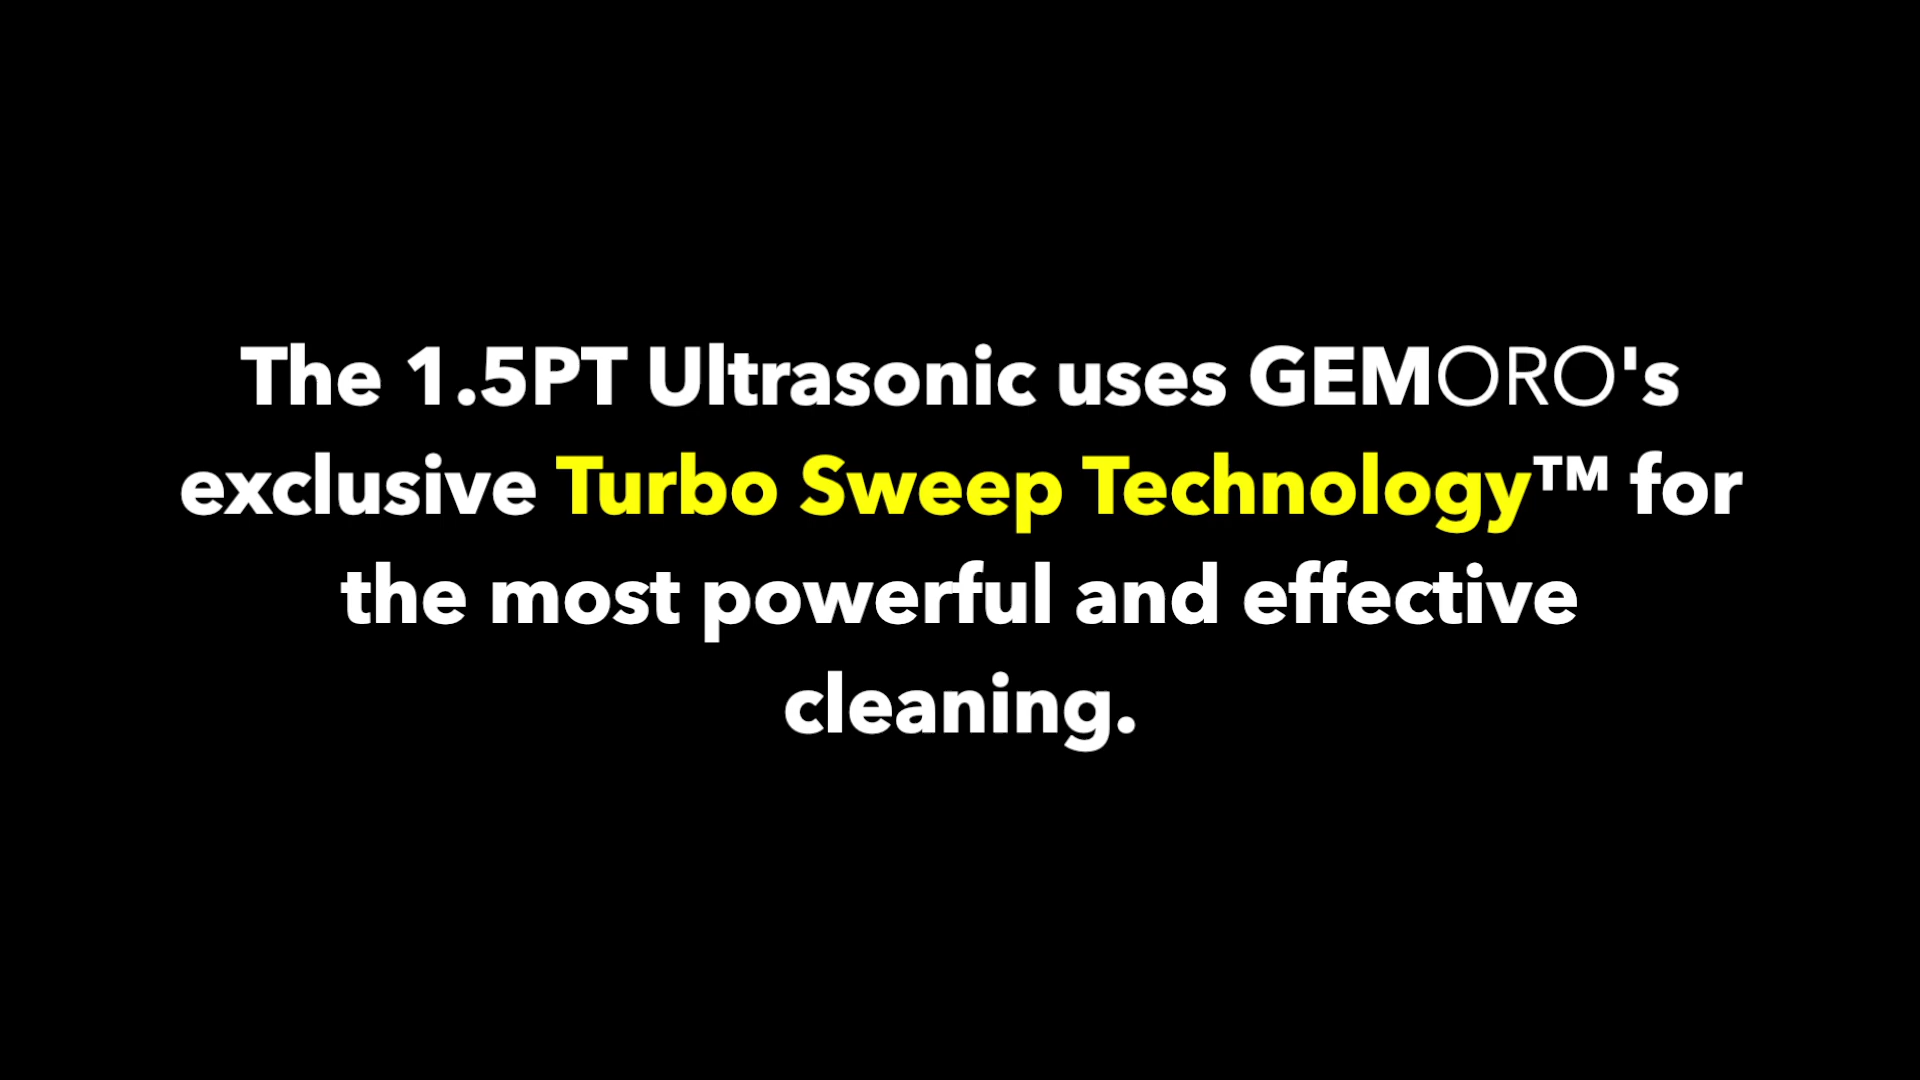 The 1.5PT Ultrasonic uses GEMORO's
exclusive Turbo Sweep Technology™ for
the most powerful and effective
cleaning.